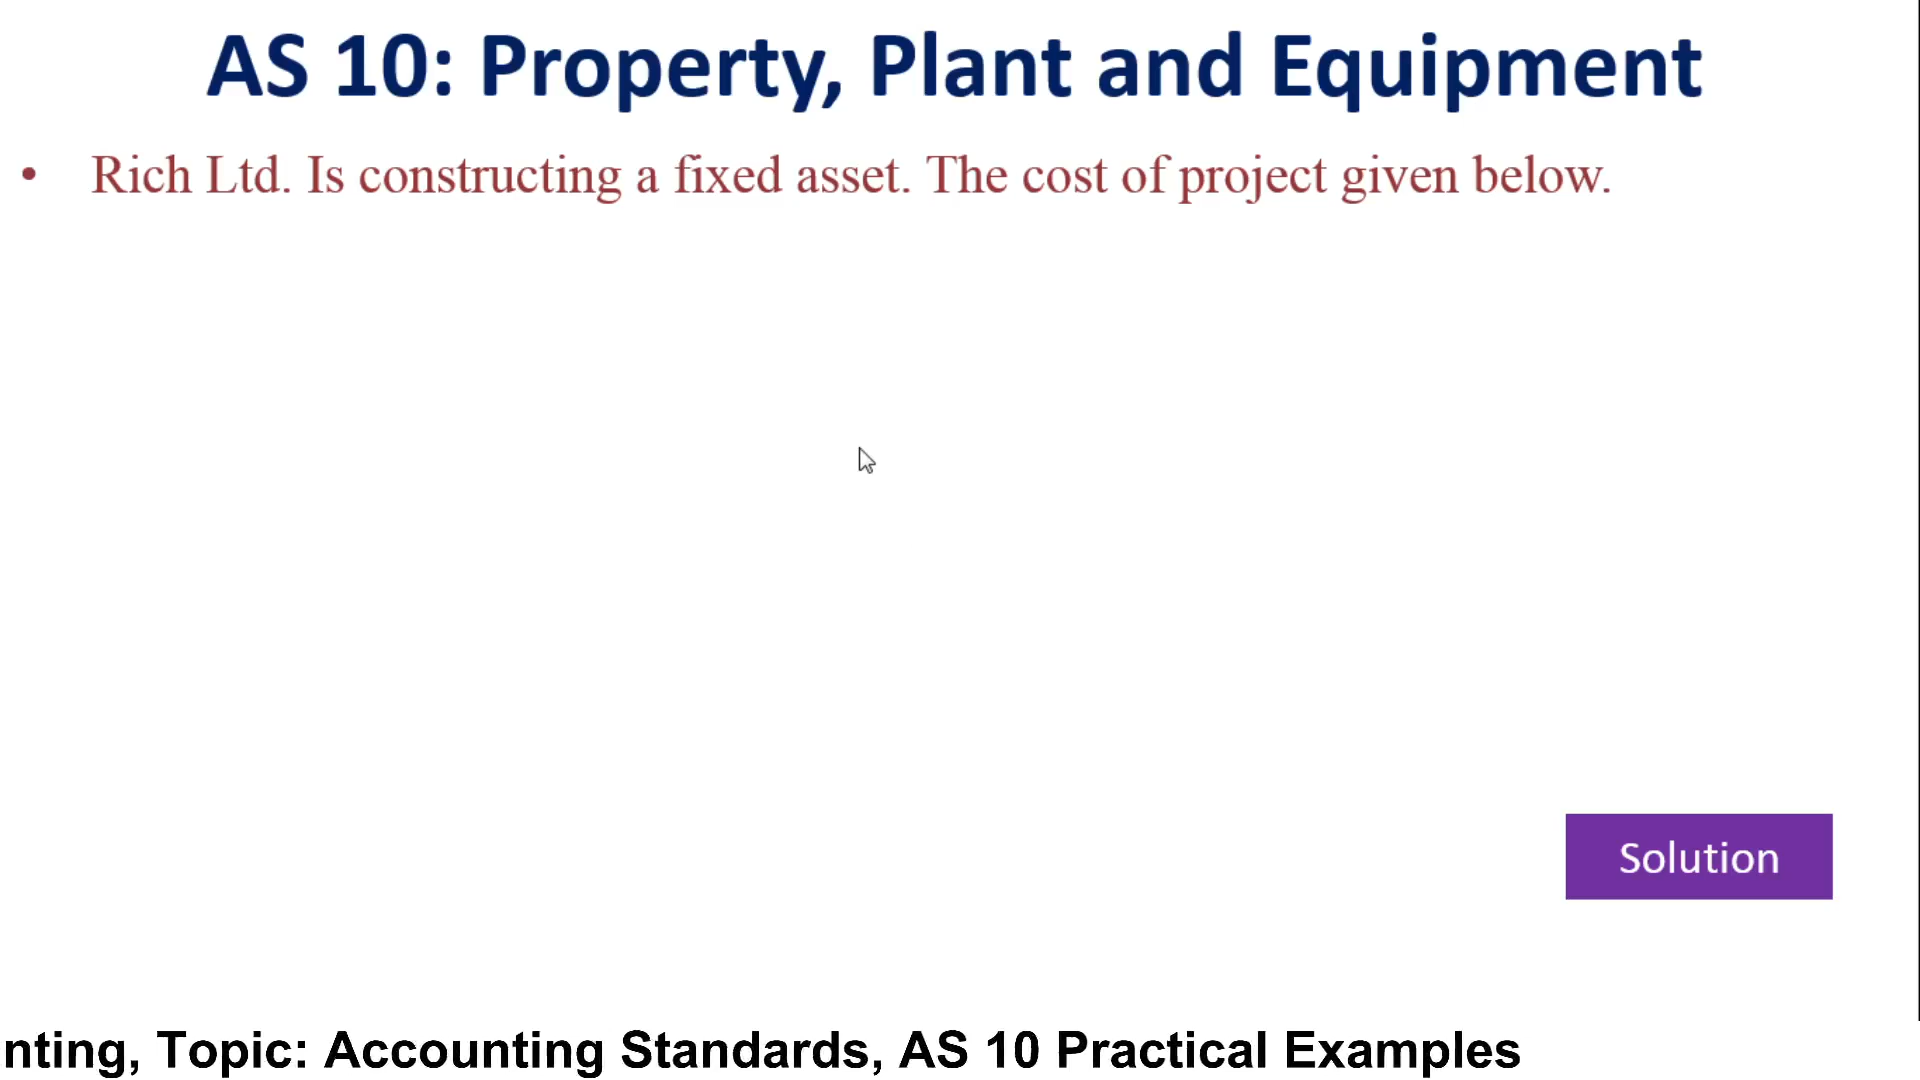 AS 10: Property, Plant and Equipment
• Rich Ltd. Is constructing a fixed asset. The cost of project given below.
Solution
nting, Topic: Accounting Standards, AS 10 Practical Examples